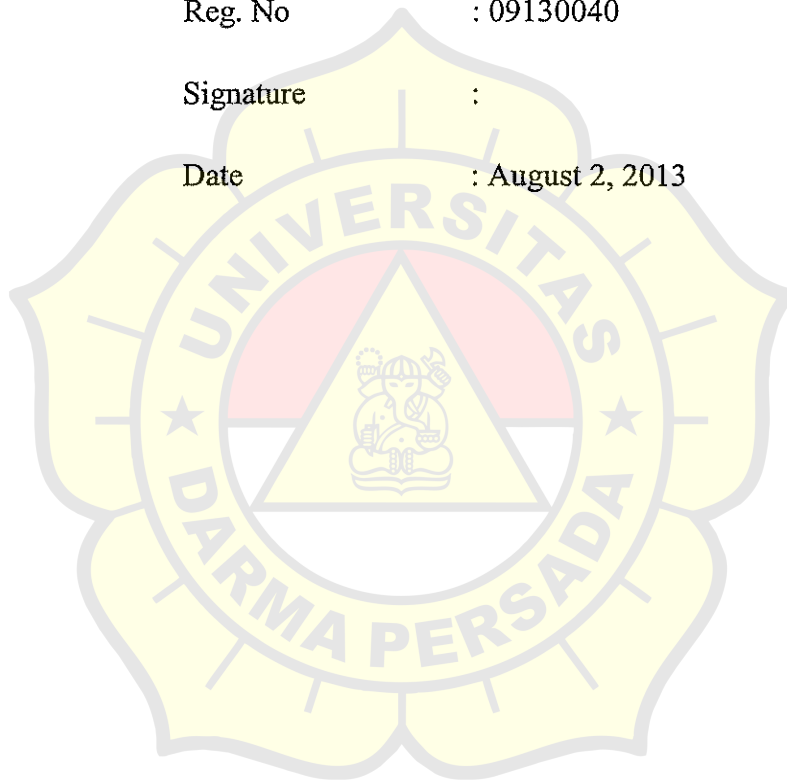 Reg. No : 09130040
Signature :
Date : August 2, 2013
UNIVERSITAS
DARMA PERSADA